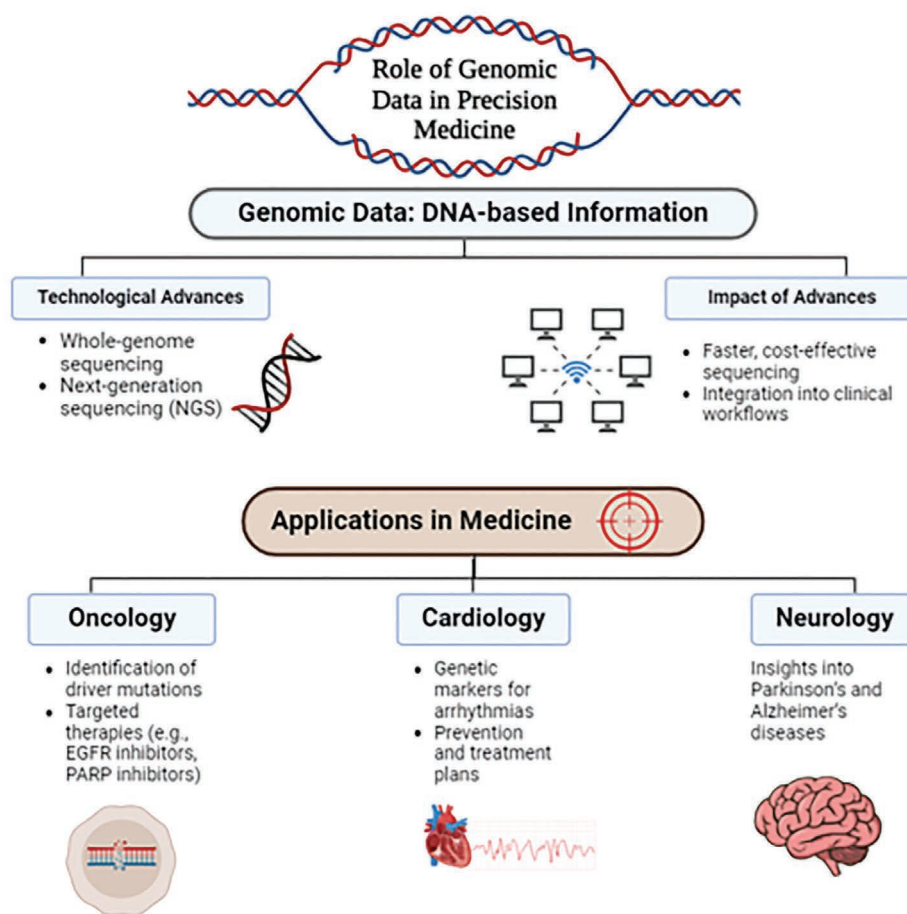 Role of Genomic
Data in Precision
Medicine
Genomic Data: DNA-based Information
Technological Advances
• Whole-genome
sequencing
• Next-generation
sequencing (NGS)
Impact of Advances
• Faster, cost-effective
sequencing
• Integration into clinical
workflows
Applications in Medicine
Oncology
• Identification of
driver mutations
• Targeted
therapies (e.g.,
EGFR inhibitors,
PARP inhibitors)
Cardiology
• Genetic
markers for
arrhythmias
• Prevention
and treatment
plans
Neurology
Insights into
Parkinson's and
Alzheimer's
diseases